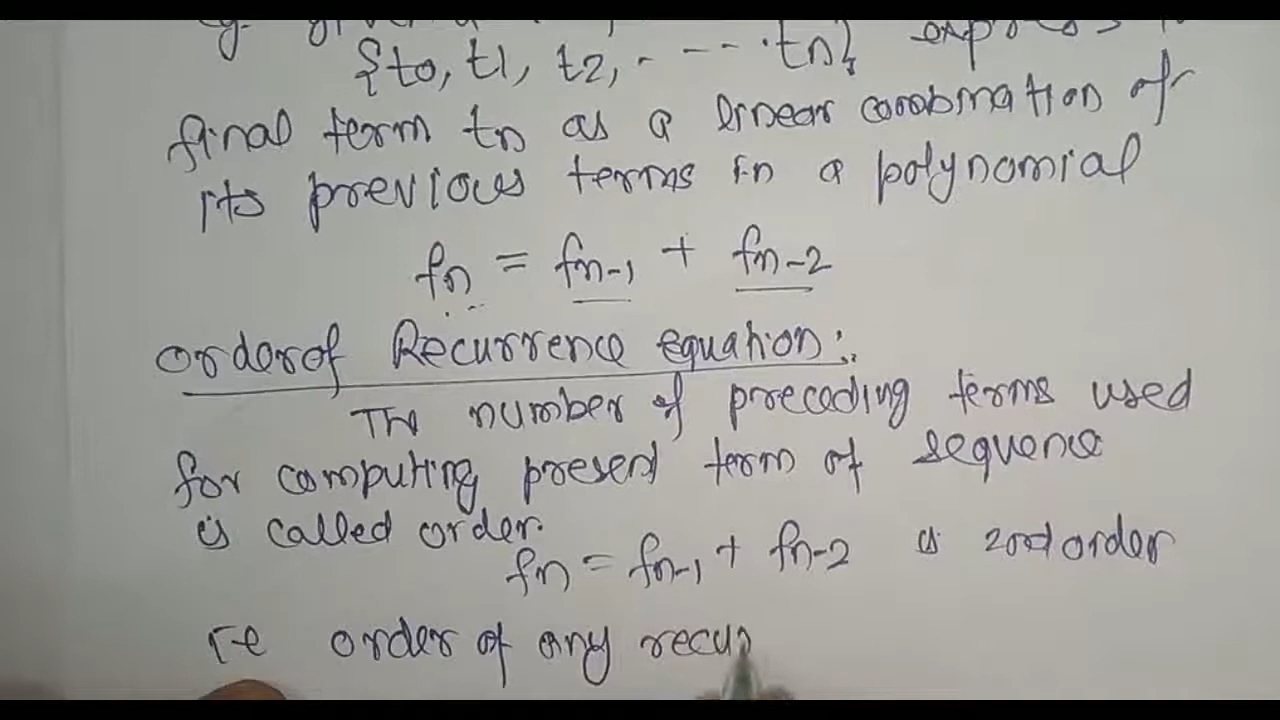 {t0, t1, t2, - - - - . tn}
final term tn as a linear combination of
its previous terms in a polynomial
fn = fn-1 + fn-2
order of Recurrence equation:
The number of preceding terms used
for computing present term of sequence
is called order.
fn = fn-1 + fn-2 is 2nd order
i.e order of any recu